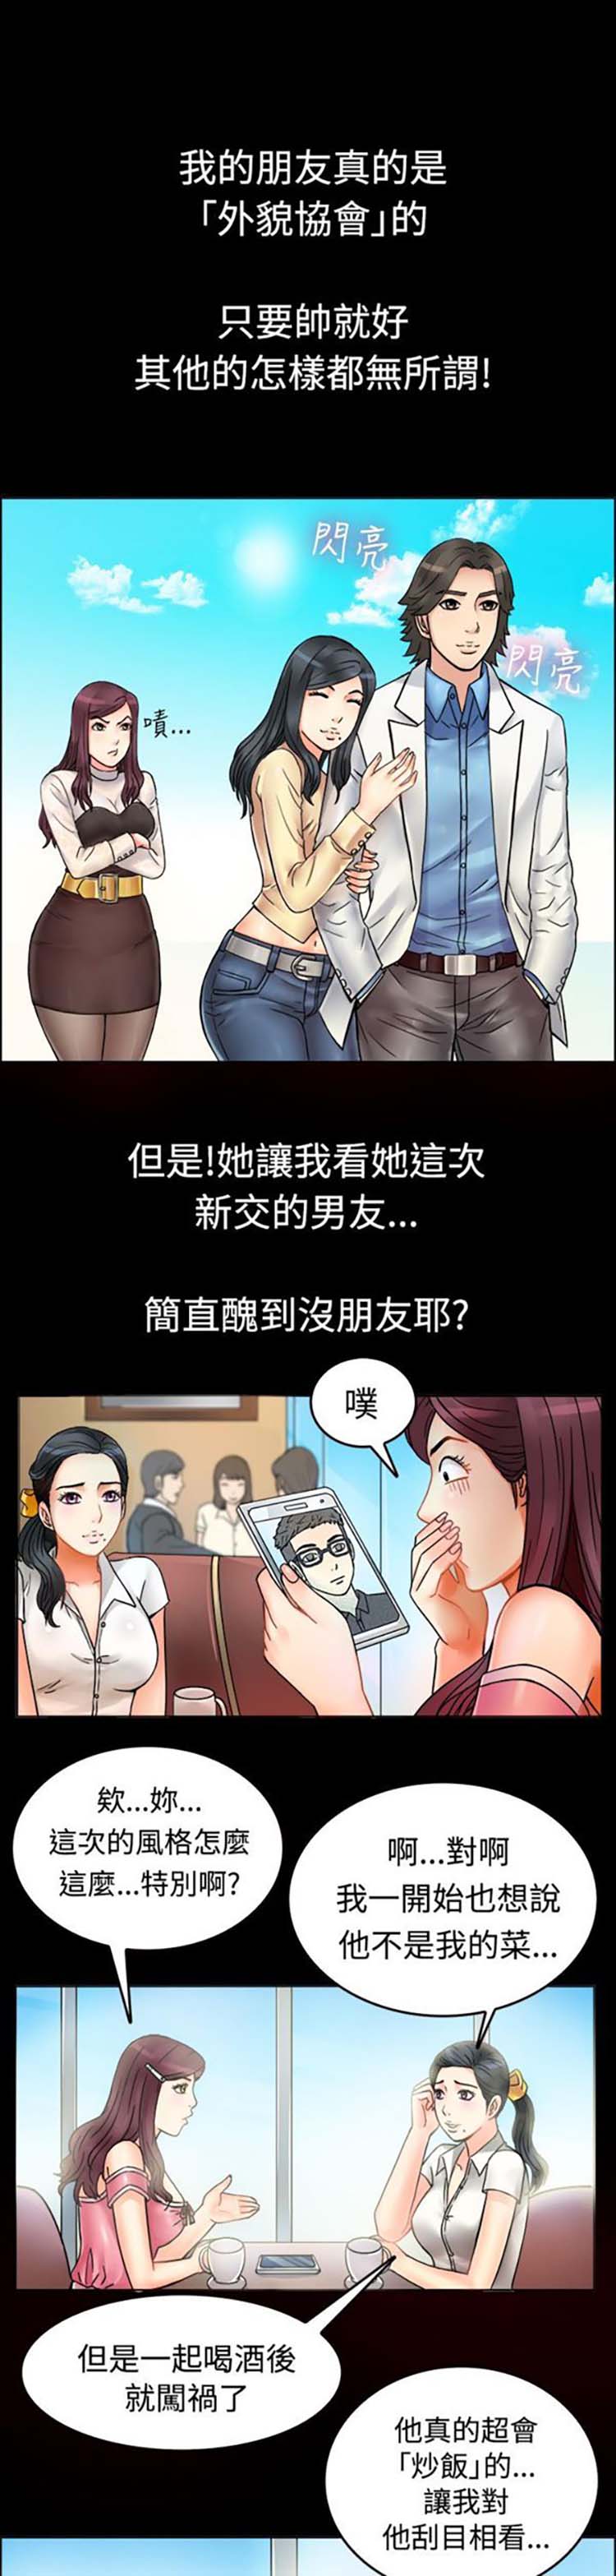 我的朋友真的是
「外貌協會」的
只要帥就好
其他的怎樣都無所謂!
閃亮
閃亮
嘖...
但是!她讓我看她這次
新交的男友...
簡直醜到沒朋友耶?
噗
欸...妳...
這次的風格怎麼
這麼...特別啊?
啊...對啊
我一開始也想說
他不是我的菜...
但是一起喝酒後
就闖禍了
他真的超會
「炒飯」的...
讓我對
他刮目相看...